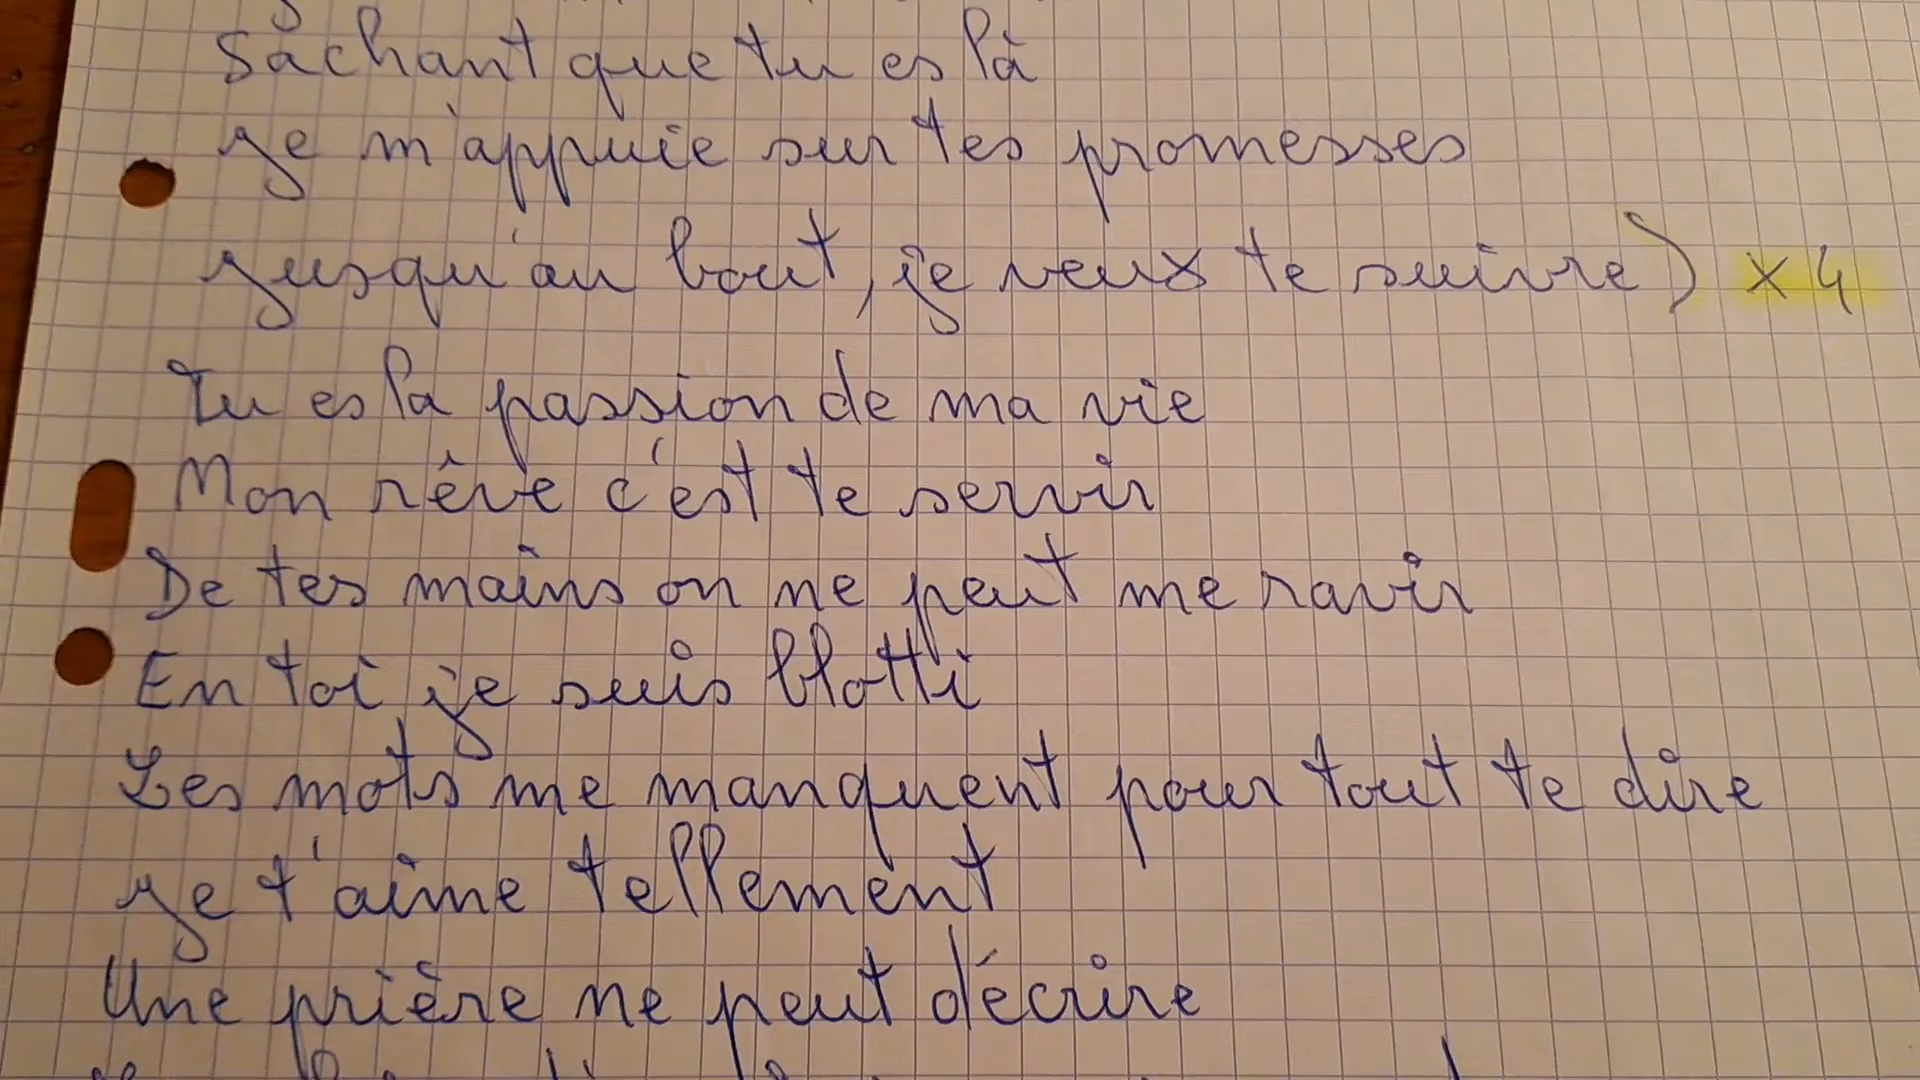 Sachant que tu es là
Je m'appuie sur tes promesses
Jusqu'au bout, je veux te suivre) x 4
Tu es la passion de ma vie
Mon rêve c'est te servir
De tes mains on ne peut me ravir
En toi je suis blotti
Les mots me manquent pour tout te dire
Je t'aime tellement
Une prière ne peut décrire